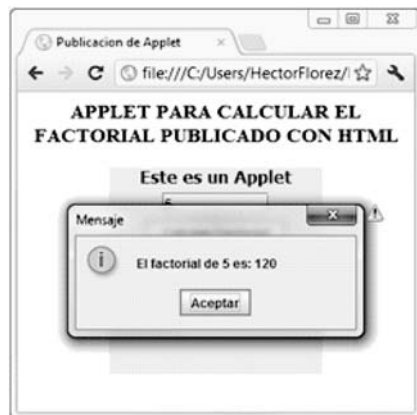 Publicacion de Applet
file:///C:/Users/HectorFlorez/
APPLET PARA CALCULAR EL
FACTORIAL PUBLICADO CON HTML
Este es un Applet
Mensaje
El factorial de 5 es: 120
Aceptar